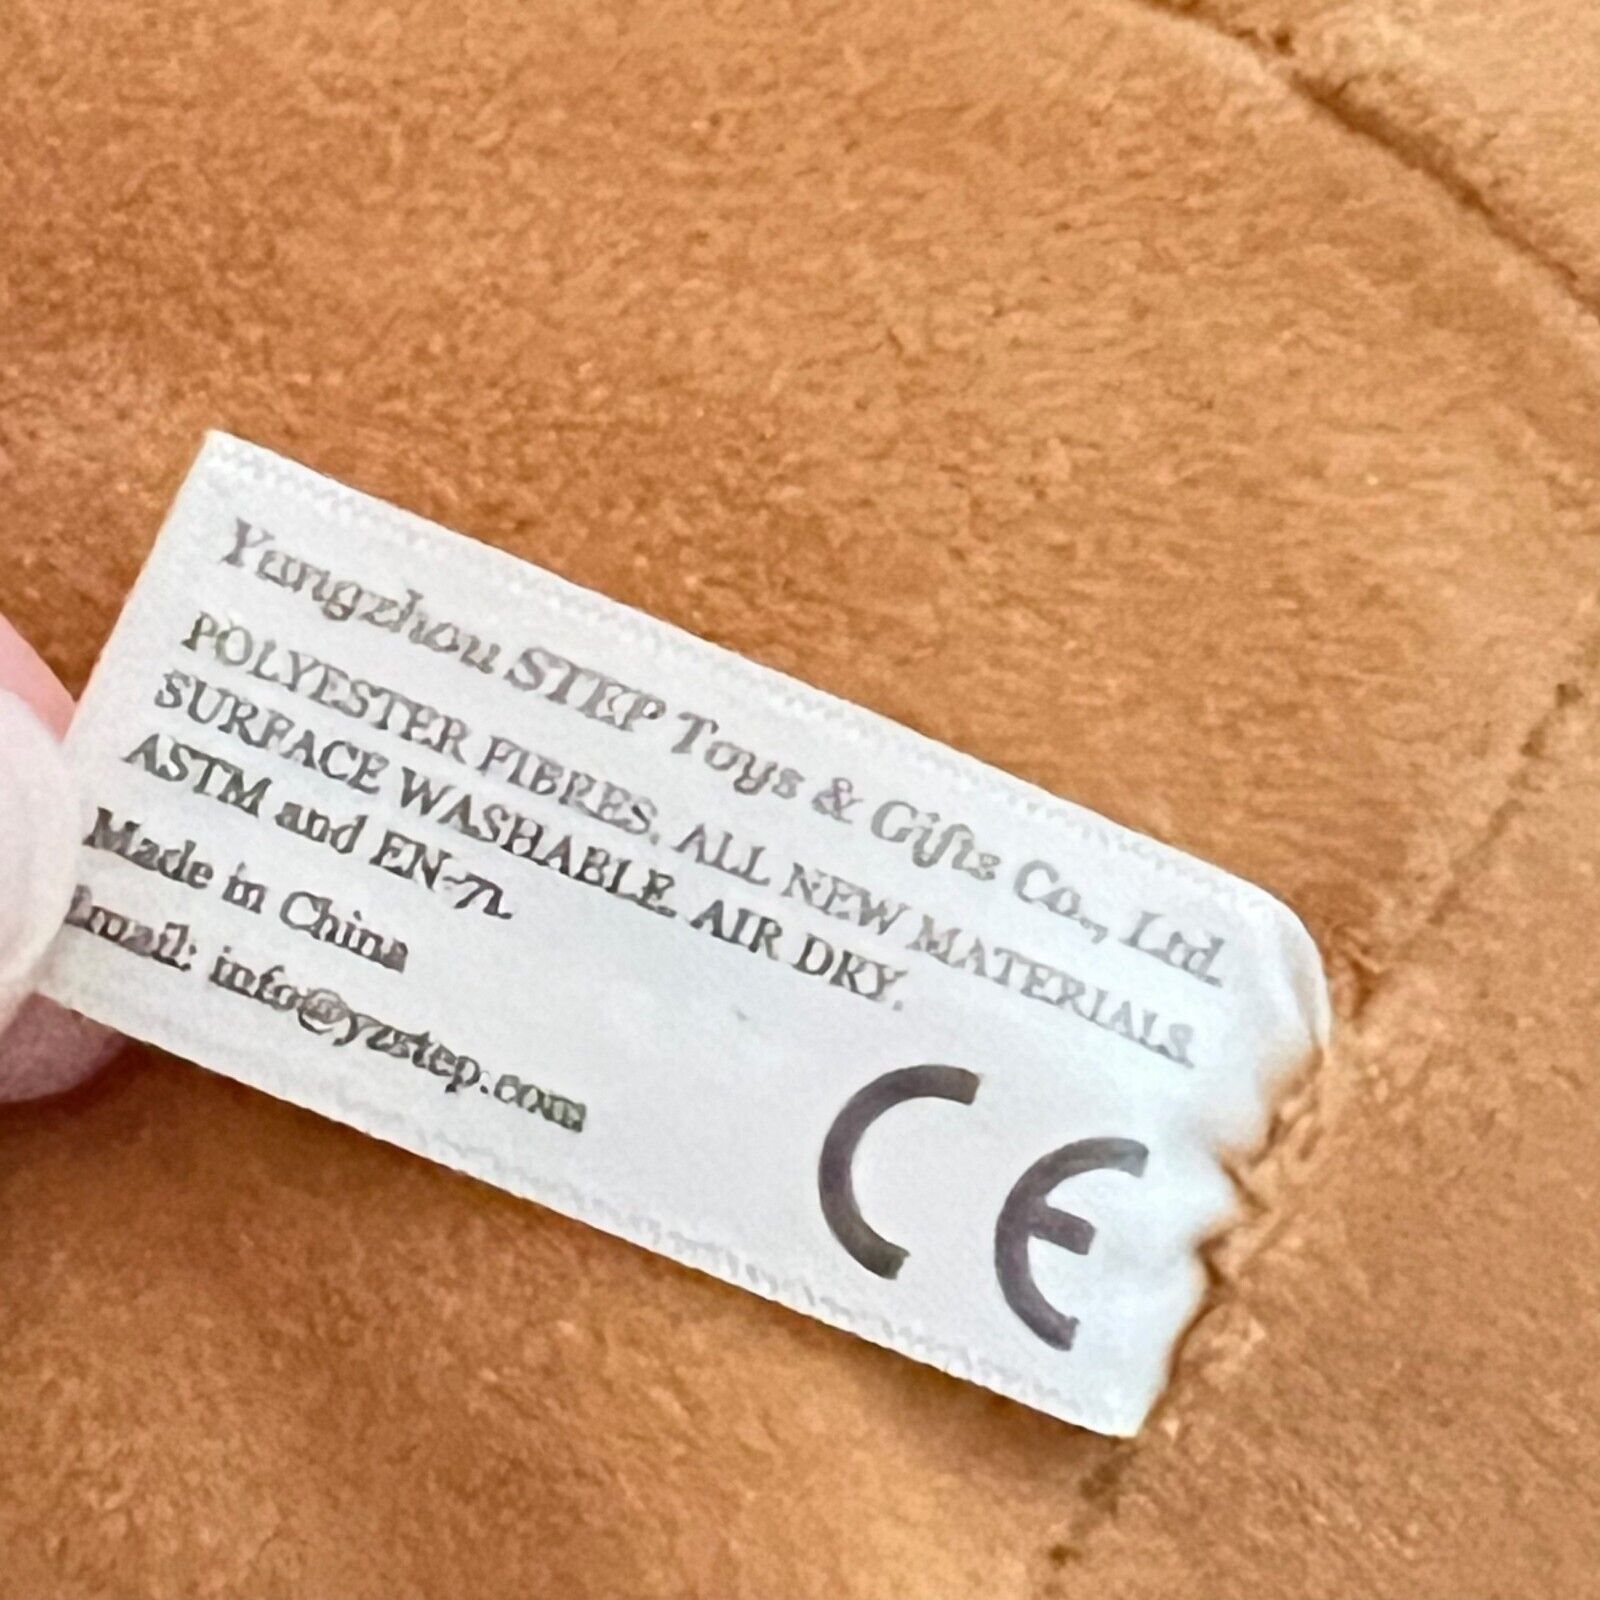 Yangzhou STEP Toys & Gifts Co., Ltd.
POLYESTER FIBRES. ALL NEW MATERIALS.
SURFACE WASHABLE. AIR DRY.
ASTM and EN-71.
Made in China
Email: info@yzstep.com
CE